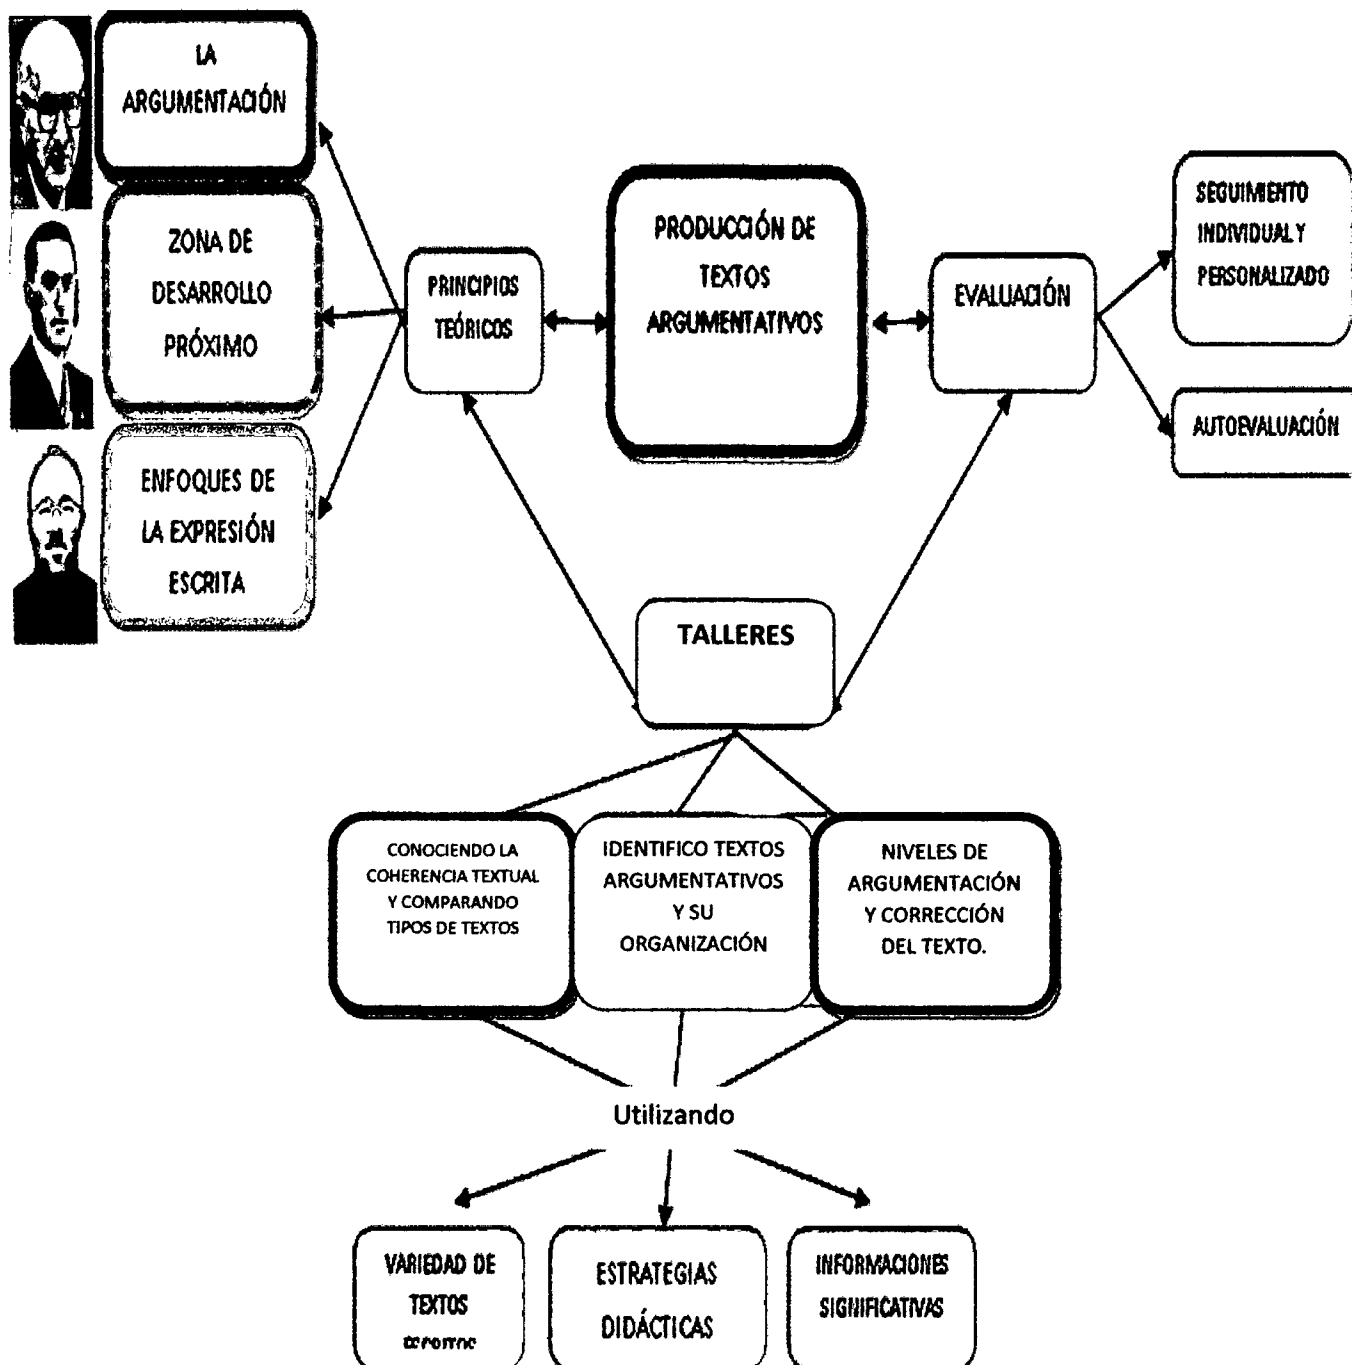 LA
ARGUMENTACIÓN
ZONA DE
DESARROLLO
PRÓXIMO
ENFOQUES DE
LA EXPRESIÓN
ESCRITA
PRINCIPIOS
TEÓRICOS
PRODUCCIÓN DE
TEXTOS
ARGUMENTATIVOS
EVALUACIÓN
SEGUIMIENTO
INDIVIDUAL Y
PERSONALIZADO
AUTOEVALUACIÓN
TALLERES
CONOCIENDO LA
COHERENCIA TEXTUAL
Y COMPARANDO
TIPOS DE TEXTOS
IDENTIFICO TEXTOS
ARGUMENTATIVOS
Y SU
ORGANIZACIÓN
NIVELES DE
ARGUMENTACIÓN
Y CORRECCIÓN
DEL TEXTO.
Utilizando
VARIEDAD DE
TEXTOS
ESTRATEGIAS
DIDÁCTICAS
INFORMACIONES
SIGNIFICATIVAS